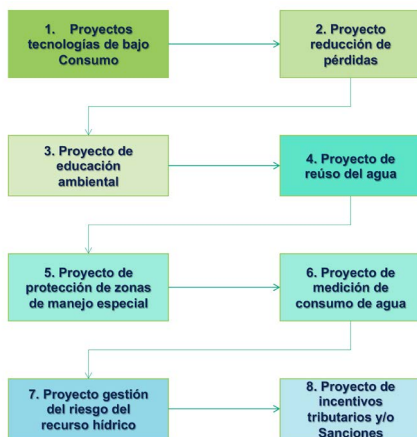 1. Proyectos
tecnologías de bajo
Consumo
2. Proyecto
reducción de
pérdidas
3. Proyecto de
educación
ambiental
4. Proyecto de
reúso del agua
5. Proyecto de
protección de zonas
de manejo especial
6. Proyecto de
medición de
consumo de agua
7. Proyecto gestión
del riesgo del
recurso hídrico
8. Proyecto de
incentivos
tributarios y/o
Sanciones